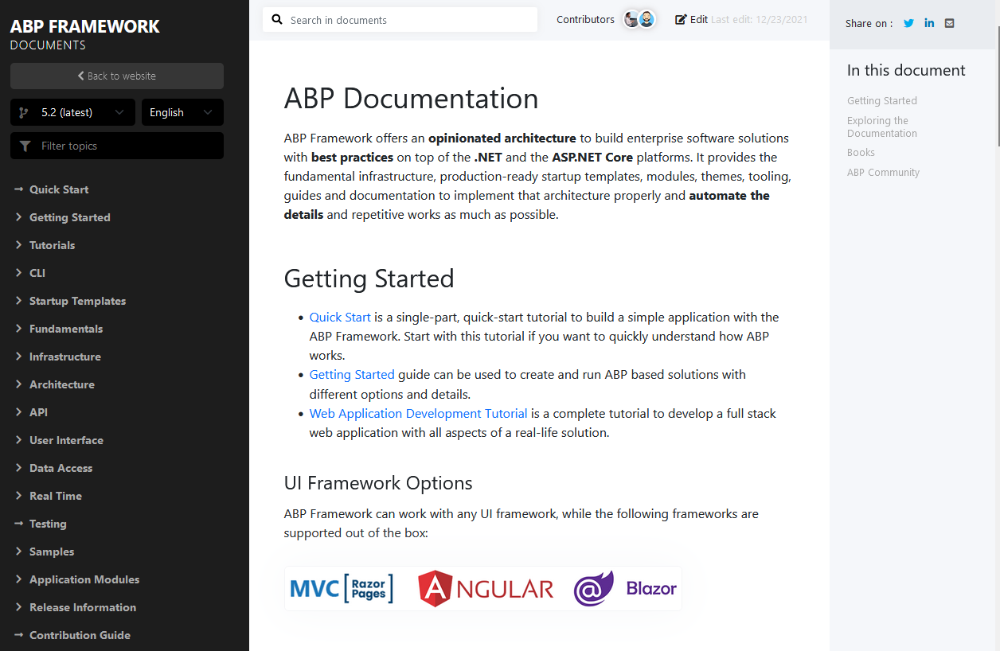 ABP FRAMEWORK
DOCUMENTS
Back to website
5.2 (latest)
English
Filter topics
Quick Start
Getting Started
Tutorials
CLI
Startup Templates
Fundamentals
Infrastructure
Architecture
API
User Interface
Data Access
Real Time
Testing
Samples
Application Modules
Release Information
Contribution Guide
Search in documents
Contributors
Edit Last edit: 12/23/2021
ABP Documentation
ABP Framework offers an opinionated architecture to build enterprise software solutions
with best practices on top of the .NET and the ASP.NET Core platforms. It provides the
fundamental infrastructure, production-ready startup templates, modules, themes, tooling,
guides and documentation to implement that architecture properly and automate the
details and repetitive works as much as possible.
Getting Started
• Quick Start is a single-part, quick-start tutorial to build a simple application with the
ABP Framework. Start with this tutorial if you want to quickly understand how ABP
works.
• Getting Started guide can be used to create and run ABP based solutions with
different options and details.
• Web Application Development Tutorial is a complete tutorial to develop a full stack
web application with all aspects of a real-life solution.
UI Framework Options
ABP Framework can work with any UI framework, while the following frameworks are
supported out of the box:
MVC [Razor Pages]
ANGULAR
@ Blazor
Share on :
In this document
Getting Started
Exploring the
Documentation
Books
ABP Community